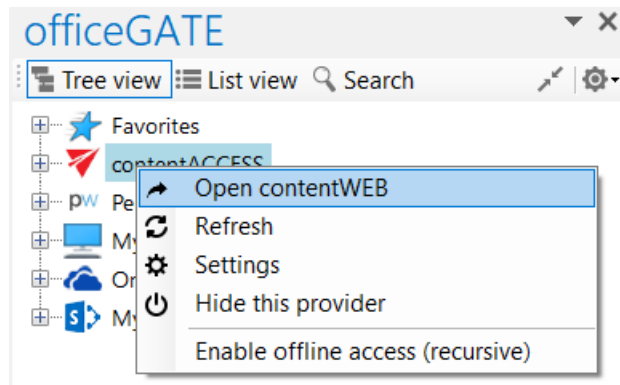 officeGATE
Tree view List view Search
Favorites
contentACCESS
Open contentWEB
Refresh
Settings
Hide this provider
Enable offline access (recursive)